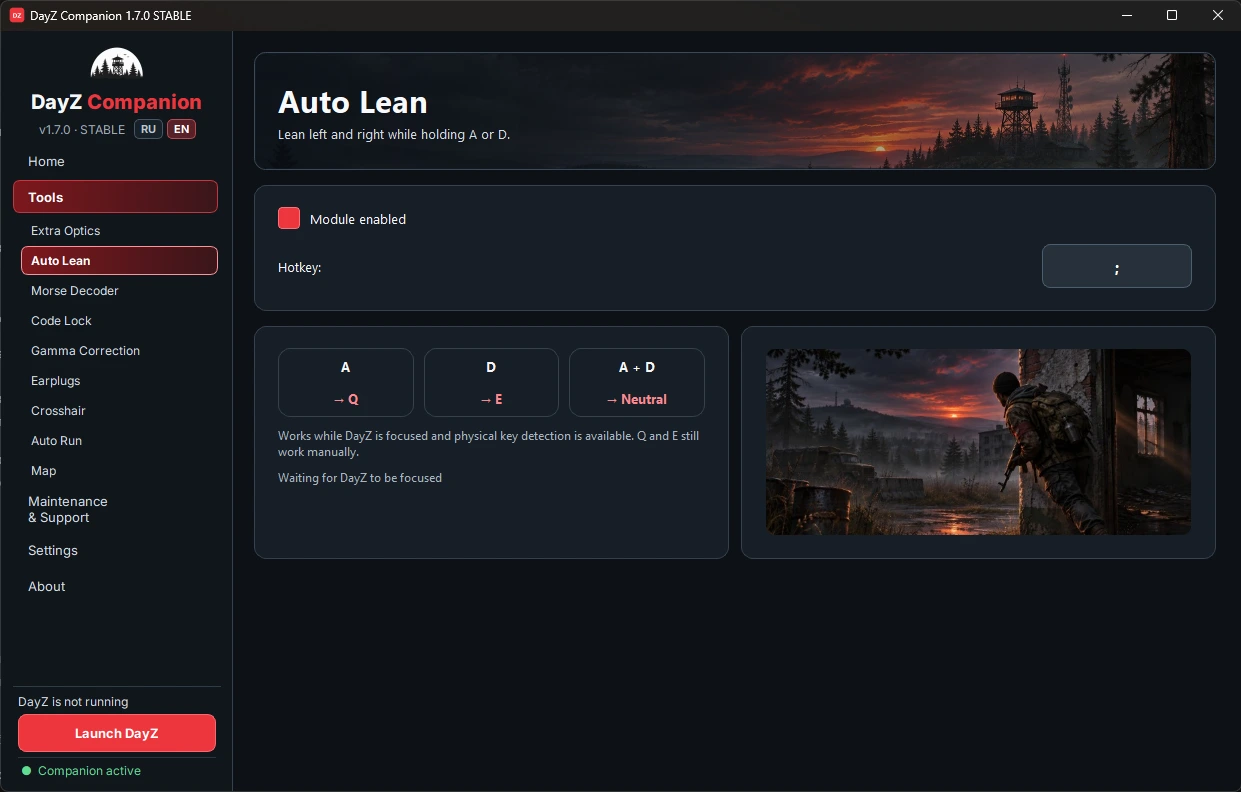 DZ DayZ Companion 1.7.0 STABLE
DayZ Companion
v1.7.0 · STABLE RU EN
Home
Tools
Extra Optics
Auto Lean
Morse Decoder
Code Lock
Gamma Correction
Earplugs
Crosshair
Auto Run
Map
Maintenance
& Support
Settings
About
DayZ is not running
Launch DayZ
Companion active
Auto Lean
Lean left and right while holding A or D.
Module enabled
Hotkey: ;
A D A + D
→ Q → E → Neutral
Works while DayZ is focused and physical key detection is available. Q and E still
work manually.
Waiting for DayZ to be focused